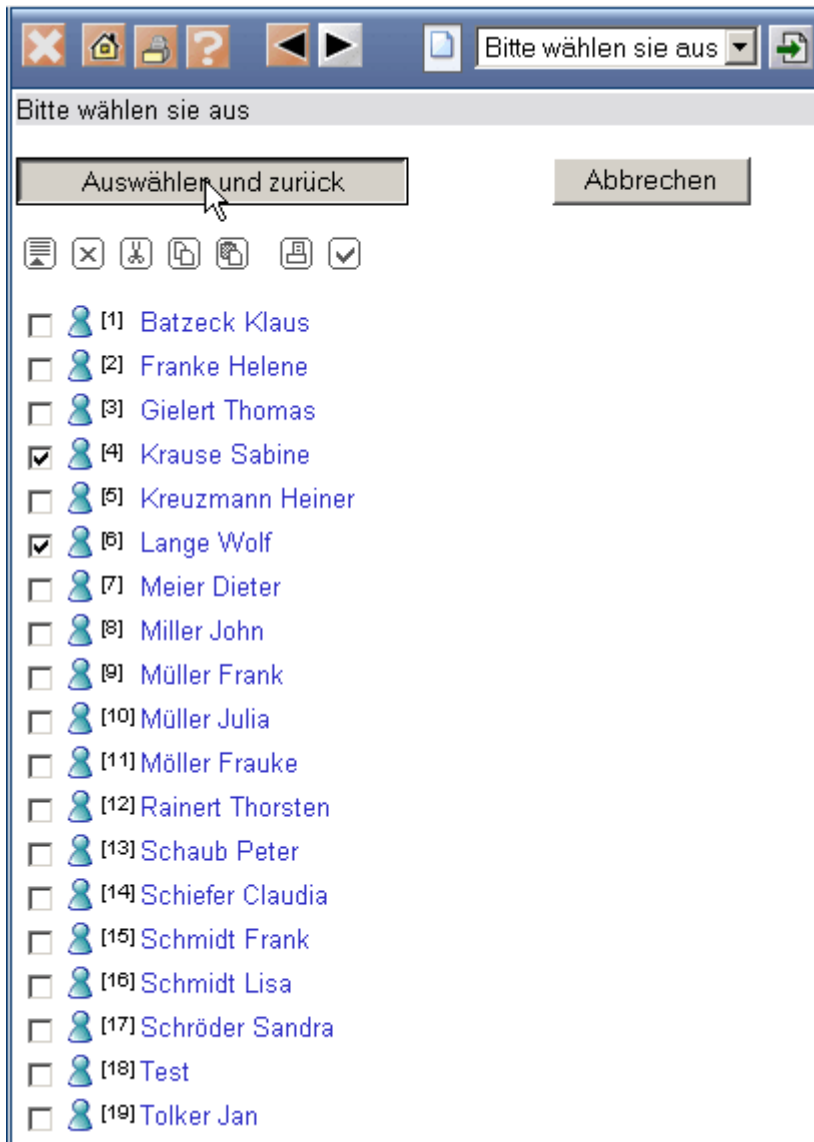 Bitte wählen sie aus
Bitte wählen sie aus
Auswählen und zurück Abbrechen
[1] Batzeck Klaus
[2] Franke Helene
[3] Gielert Thomas
[4] Krause Sabine
[5] Kreuzmann Heiner
[6] Lange Wolf
[7] Meier Dieter
[8] Miller John
[9] Müller Frank
[10] Müller Julia
[11] Möller Frauke
[12] Rainert Thorsten
[13] Schaub Peter
[14] Schiefer Claudia
[15] Schmidt Frank
[16] Schmidt Lisa
[17] Schröder Sandra
[18] Test
[19] Tolker Jan